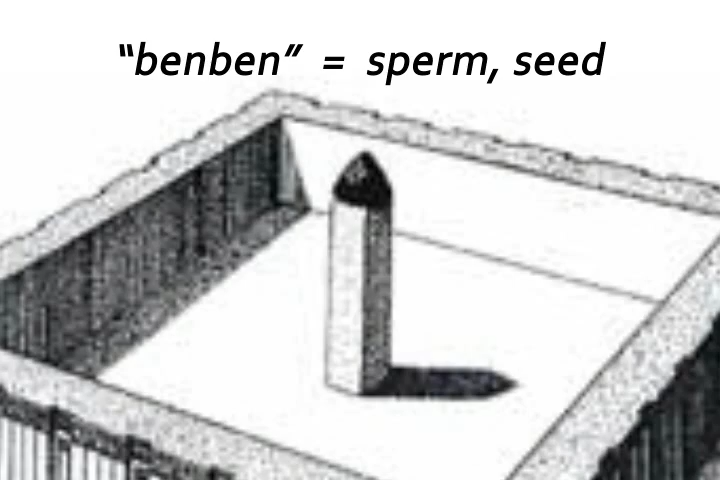 “benben” = sperm, seed